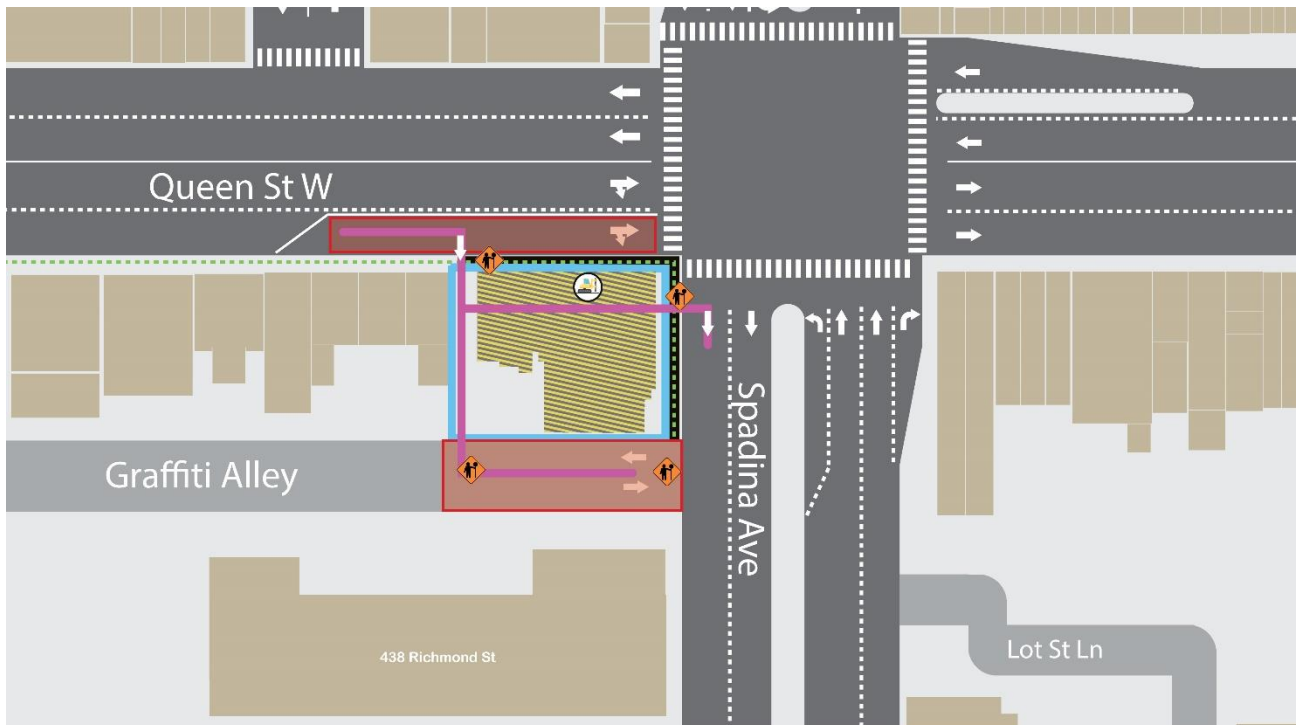 Queen St W
Graffiti Alley
Spadina Ave
438 Richmond St
Lot St Ln